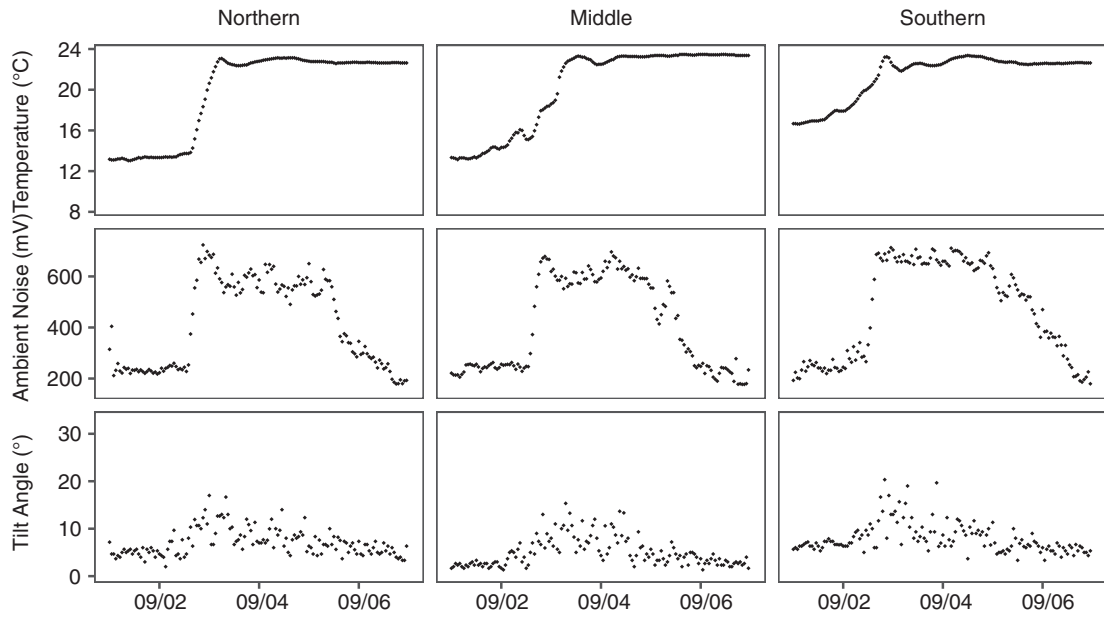 Northern Middle Southern
Temperature (°C)
24
20
16
12
8
Ambient Noise (mV)
600
400
200
Tilt Angle (°)
30
20
10
0
09/02 09/04 09/06 09/02 09/04 09/06 09/02 09/04 09/06